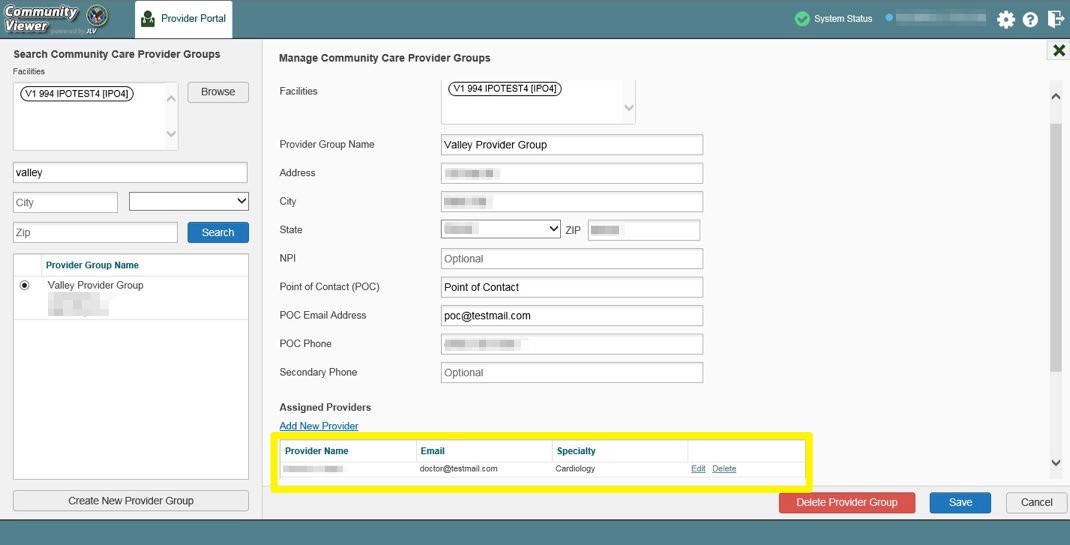 Community
Viewer
powered by JLV
Provider Portal
System Status
Search Community Care Provider Groups
Facilities
V1 994 IPOTEST4 [IPO4]
Browse
valley
City
Zip
Search
Provider Group Name
Valley Provider Group
Create New Provider Group
Manage Community Care Provider Groups
Facilities
V1 994 IPOTEST4 [IPO4]
Provider Group Name
Valley Provider Group
Address
City
State
ZIP
NPI
Optional
Point of Contact (POC)
Point of Contact
POC Email Address
poc@testmail.com
POC Phone
Secondary Phone
Optional
Assigned Providers
Add New Provider
Provider Name Email Specialty
doctor@testmail.com Cardiology Edit Delete
Delete Provider Group
Save
Cancel